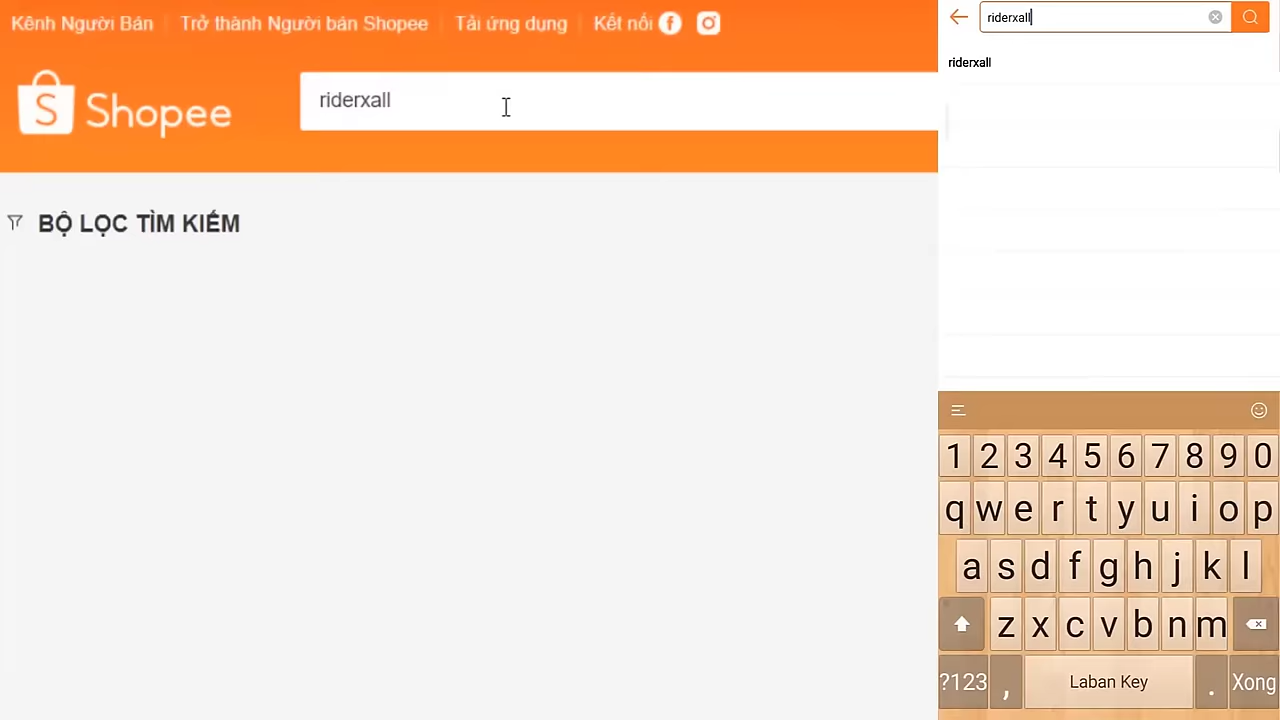 Kênh Người Bán
Trở thành Người bán Shopee
Tải ứng dụng
Kết nối
Shopee
riderxall
BỘ LỌC TÌM KIẾM
riderxall
riderxall
1 2 3 4 5 6 7 8 9 0
q w e r t y u i o p
a s d f g h j k l
z x c v b n m
?123 , Laban Key . Xong